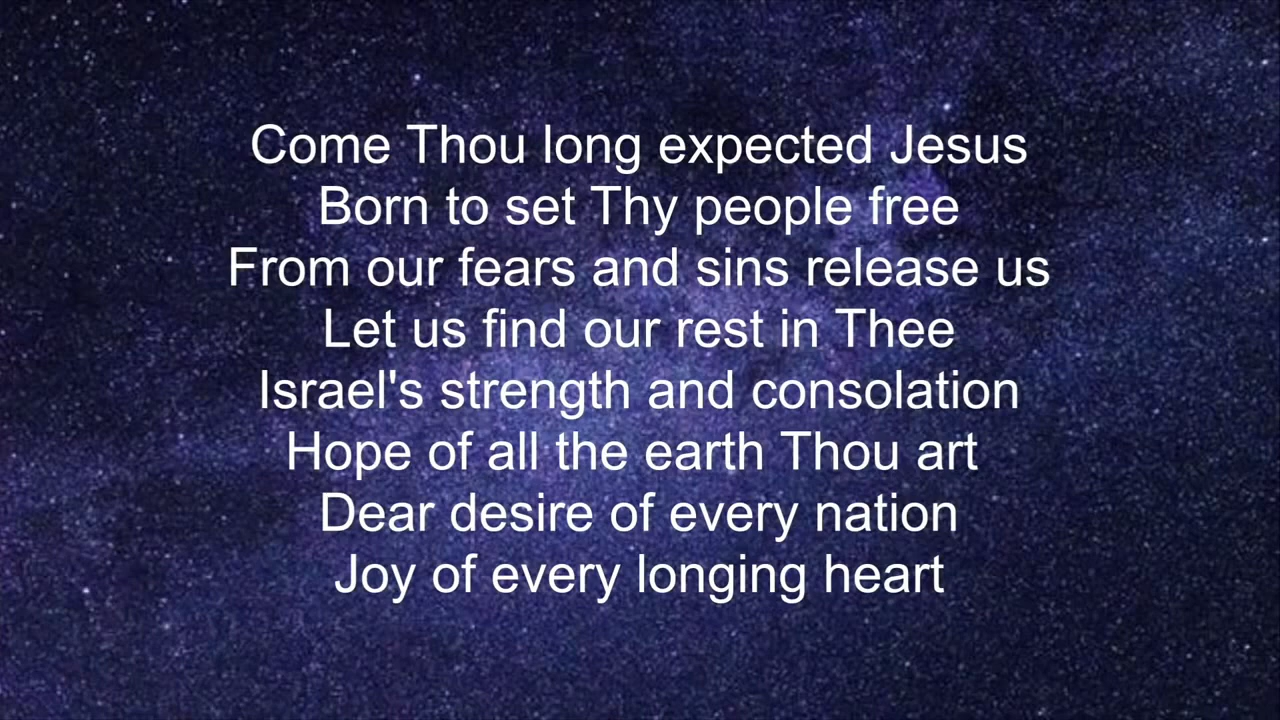 Come Thou long expected Jesus
Born to set Thy people free
From our fears and sins release us
Let us find our rest in Thee
Israel's strength and consolation
Hope of all the earth Thou art
Dear desire of every nation
Joy of every longing heart